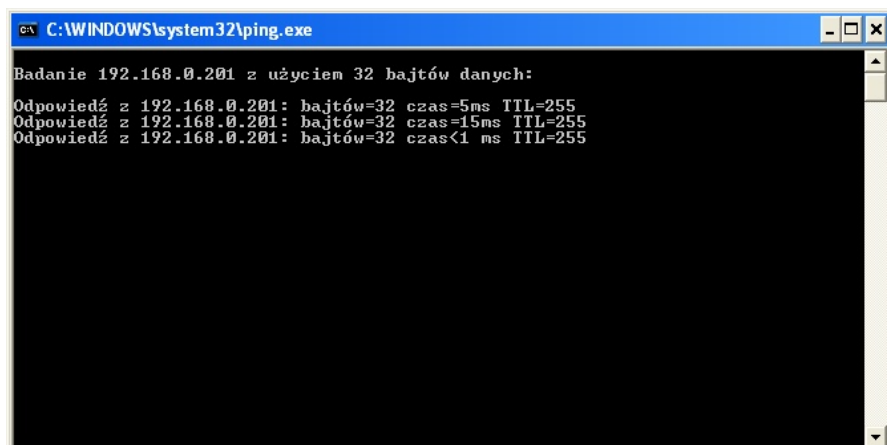 C:\WINDOWS\system32\ping.exe
Badanie 192.168.0.201 z użyciem 32 bajtów danych:
Odpowiedź z 192.168.0.201: bajtów=32 czas=5ms TTL=255
Odpowiedź z 192.168.0.201: bajtów=32 czas=15ms TTL=255
Odpowiedź z 192.168.0.201: bajtów=32 czas<1 ms TTL=255